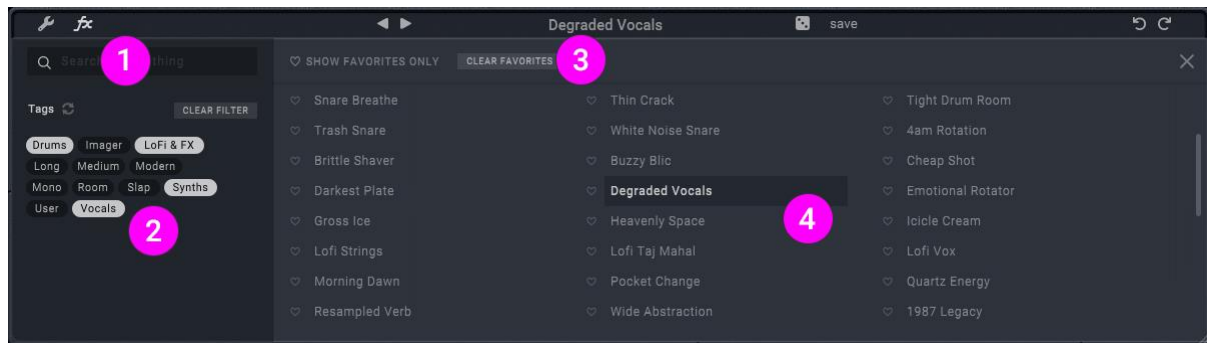 fx Degraded Vocals save
1
Search thing
SHOW FAVORITES ONLY CLEAR FAVORITES 3
Tags CLEAR FILTER
Drums Imager LoFi & FX
Long Medium Modern
Mono Room Slap Synths
User Vocals
2
Snare Breathe Thin Crack Tight Drum Room
Trash Snare White Noise Snare 4am Rotation
Brittle Shaver Buzzy Blic Cheap Shot
Darkest Plate Degraded Vocals Emotional Rotator
4
Gross Ice Heavenly Space Icicle Cream
Lofi Strings Lofi Taj Mahal Lofi Vox
Morning Dawn Pocket Change Quartz Energy
Resampled Verb Wide Abstraction 1987 Legacy